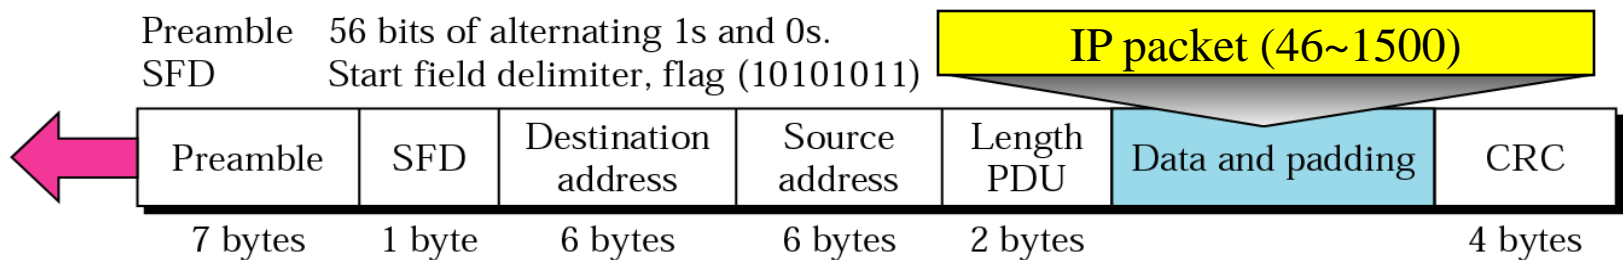 Preamble 56 bits of alternating 1s and 0s.
SFD Start field delimiter, flag (10101011)
IP packet (46~1500)
Preamble
SFD
Destination
address
Source
address
Length
PDU
Data and padding
CRC
7 bytes
1 byte
6 bytes
6 bytes
2 bytes
4 bytes